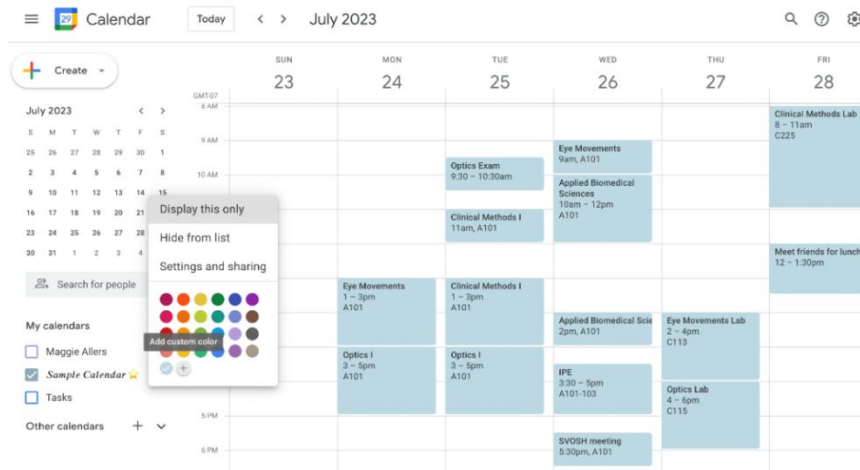 29 Calendar Today July 2023
Create
July 2023
S M T W T F S
25 26 27 28 29 30 1
2 3 4 5 6 7 8
9 10 11 12 13 14 15
16 17 18 19 20 21
23 24 25 26 27 28
30 31 1 2 3 4
Search for people
My calendars
Maggie Allers
Sample Calendar
Tasks
Other calendars
Display this only
Hide from list
Settings and sharing
Add custom color
SUN MON TUE WED THU FRI
23 24 25 26 27 28
GMT-07
8 AM
9 AM
10 AM
5 PM
6 PM
Eye Movements
1 – 3pm
A101
Optics I
3 – 5pm
A101
Optics Exam
9:30 – 10:30am
Clinical Methods I
11am, A101
Clinical Methods I
1 – 3pm
A101
Optics I
3 – 5pm
A101
Eye Movements
9am, A101
Applied Biomedical
Sciences
10am – 12pm
A101
Applied Biomedical Scie
2pm, A101
IPE
3:30 – 5pm
A101-103
SVOSH meeting
5:30pm, A101
Eye Movements Lab
2 – 4pm
C113
Optics Lab
4 – 6pm
C115
Clinical Methods Lab
8 – 11am
C225
Meet friends for lunch
12 – 1:30pm